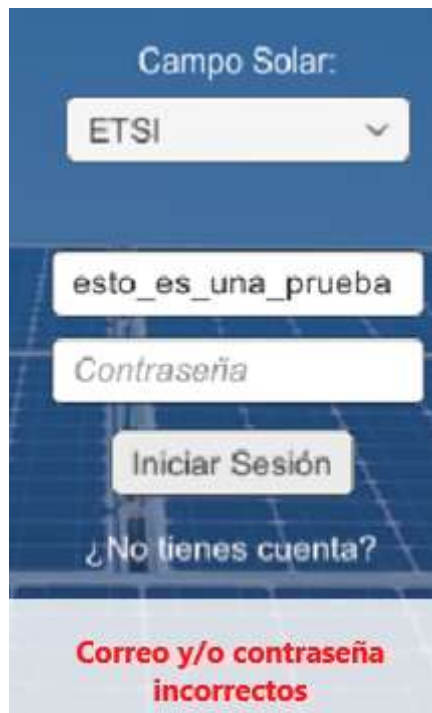 Campo Solar:
ETSI
esto_es_una_prueba
Contraseña
Iniciar Sesión
¿No tienes cuenta?
Correo y/o contraseña
incorrectos